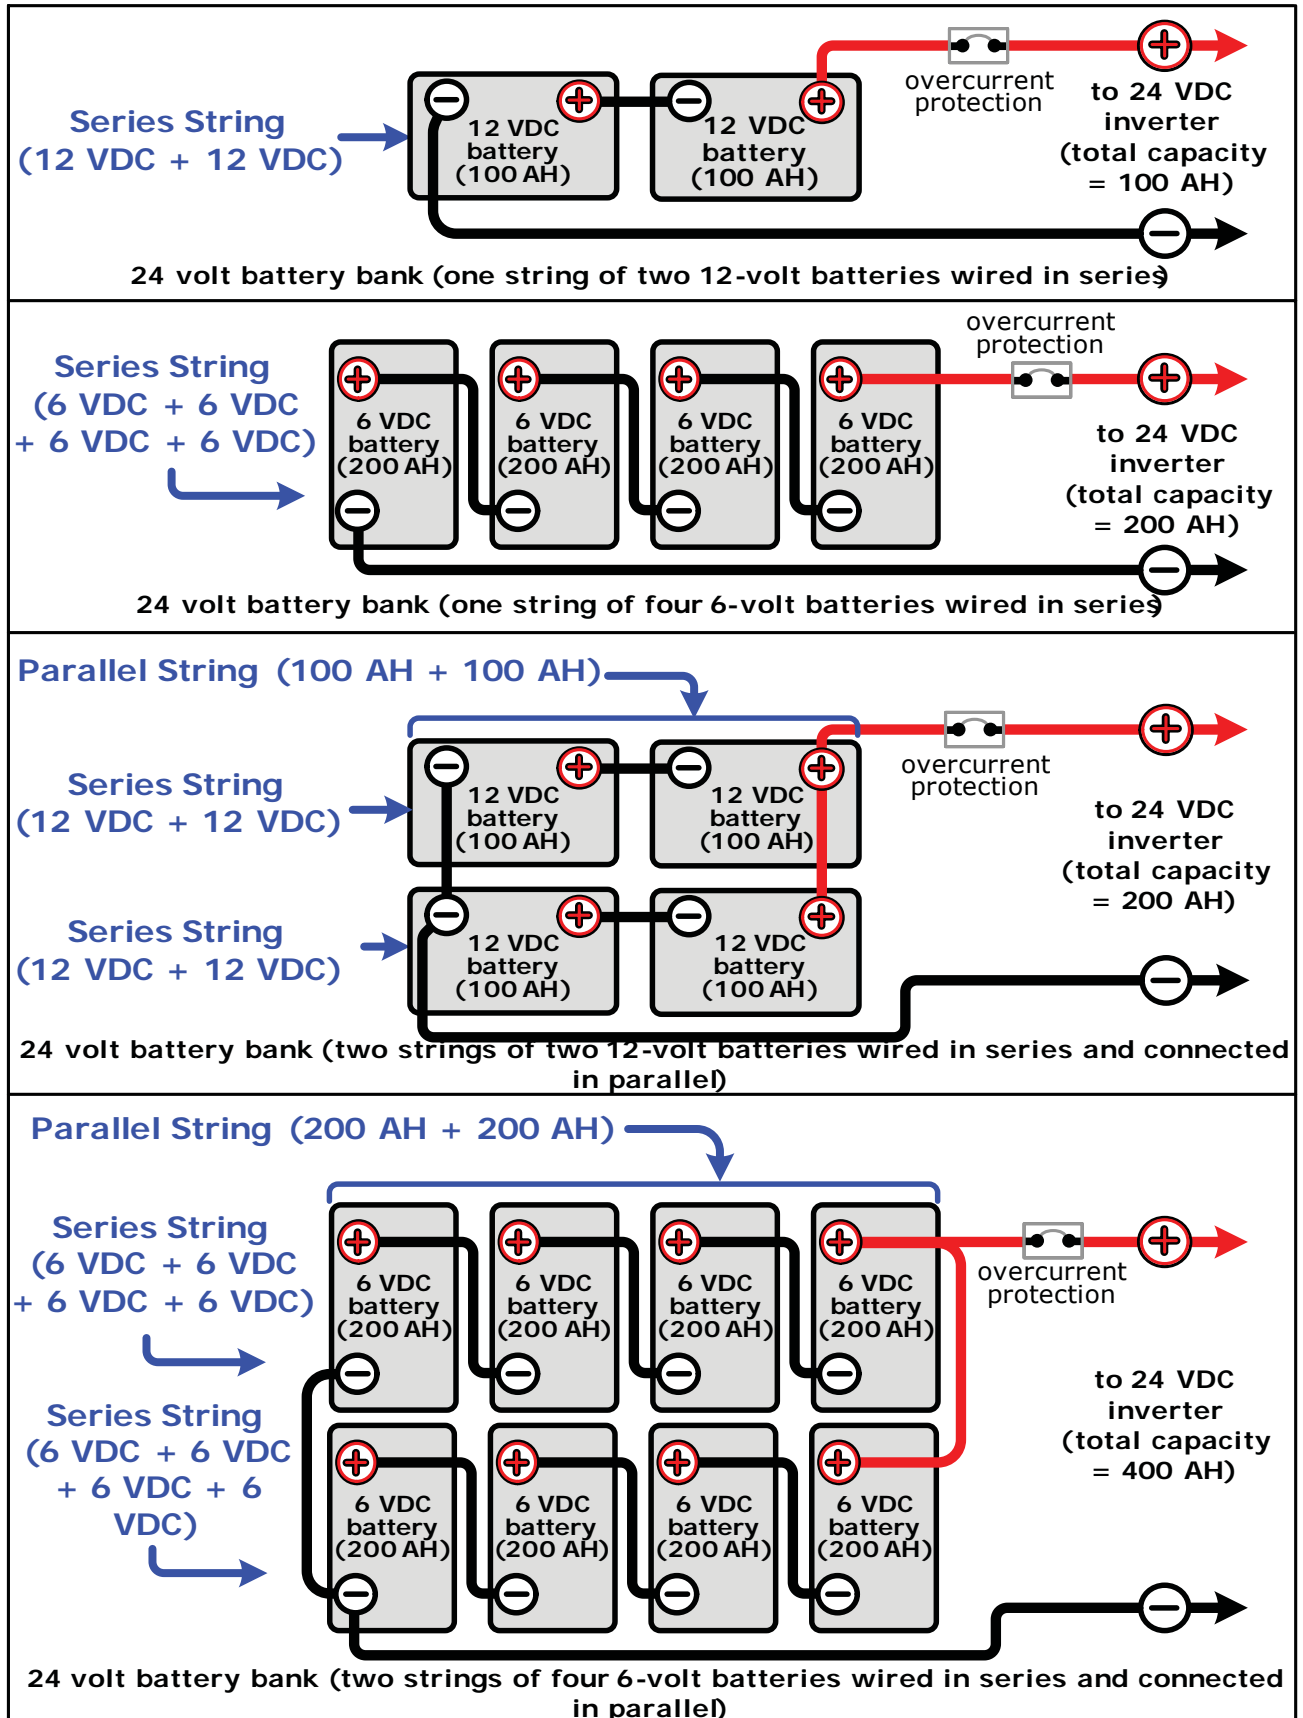 overcurrent
protection
to 24 VDC
inverter
(total capacity
= 100 AH)
Series String
(12 VDC + 12 VDC)
12 VDC
battery
(100 AH)
12 VDC
battery
(100 AH)
24 volt battery bank (one string of two 12-volt batteries wired in series)
overcurrent
protection
Series String
(6 VDC + 6 VDC
+ 6 VDC + 6 VDC)
6 VDC
battery
(200 AH)
6 VDC
battery
(200 AH)
6 VDC
battery
(200 AH)
6 VDC
battery
(200 AH)
to 24 VDC
inverter
(total capacity
= 200 AH)
24 volt battery bank (one string of four 6-volt batteries wired in series)
Parallel String (100 AH + 100 AH)
overcurrent
protection
Series String
(12 VDC + 12 VDC)
12 VDC
battery
(100 AH)
12 VDC
battery
(100 AH)
to 24 VDC
inverter
(total capacity
= 200 AH)
Series String
(12 VDC + 12 VDC)
12 VDC
battery
(100 AH)
12 VDC
battery
(100 AH)
24 volt battery bank (two strings of two 12-volt batteries wired in series and connected
in parallel)
Parallel String (200 AH + 200 AH)
Series String
(6 VDC + 6 VDC
+ 6 VDC + 6 VDC)
6 VDC
battery
(200 AH)
6 VDC
battery
(200 AH)
6 VDC
battery
(200 AH)
6 VDC
battery
(200 AH)
overcurrent
protection
to 24 VDC
inverter
(total capacity
= 400 AH)
Series String
(6 VDC + 6 VDC
+ 6 VDC + 6
VDC)
6 VDC
battery
(200 AH)
6 VDC
battery
(200 AH)
6 VDC
battery
(200 AH)
6 VDC
battery
(200 AH)
24 volt battery bank (two strings of four 6-volt batteries wired in series and connected
in parallel)